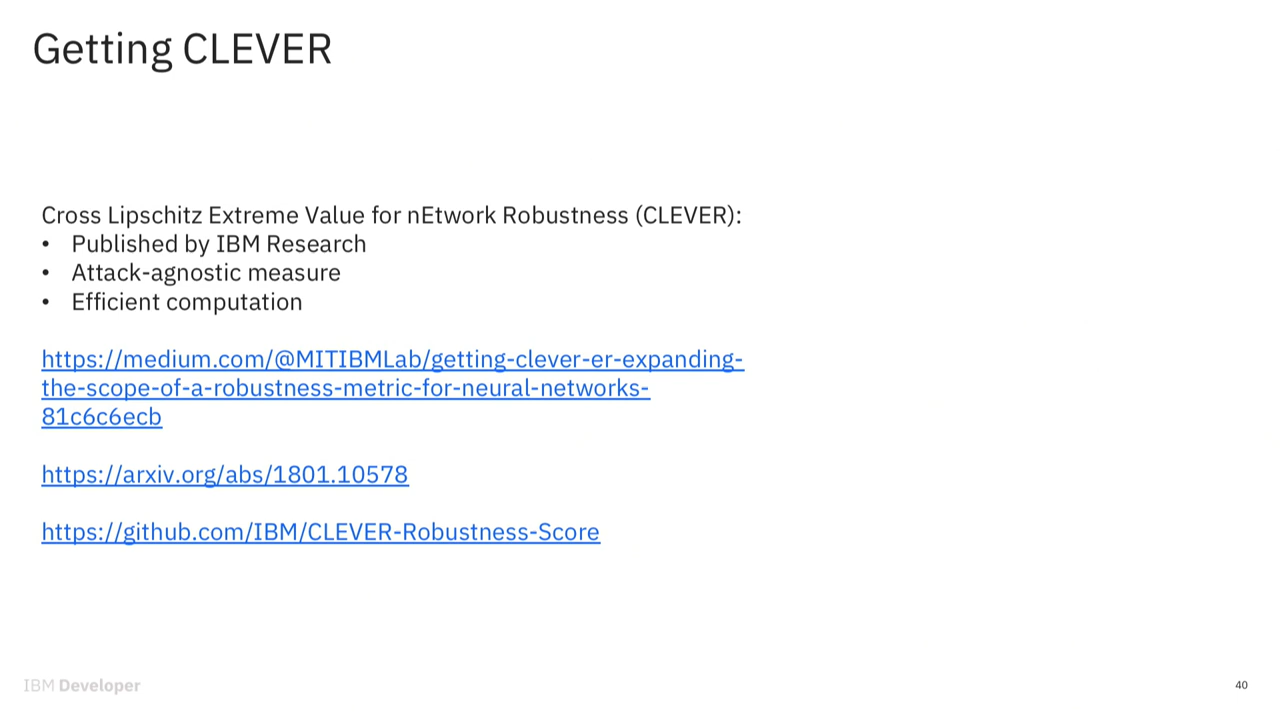 Getting CLEVER
Cross Lipschitz Extreme Value for nEtwork Robustness (CLEVER):
• Published by IBM Research
• Attack-agnostic measure
• Efficient computation
https://medium.com/@MITIBMLab/getting-clever-er-expanding-
the-scope-of-a-robustness-metric-for-neural-networks-
81c6c6ecb
https://arxiv.org/abs/1801.10578
https://github.com/IBM/CLEVER-Robustness-Score
IBM Developer
40